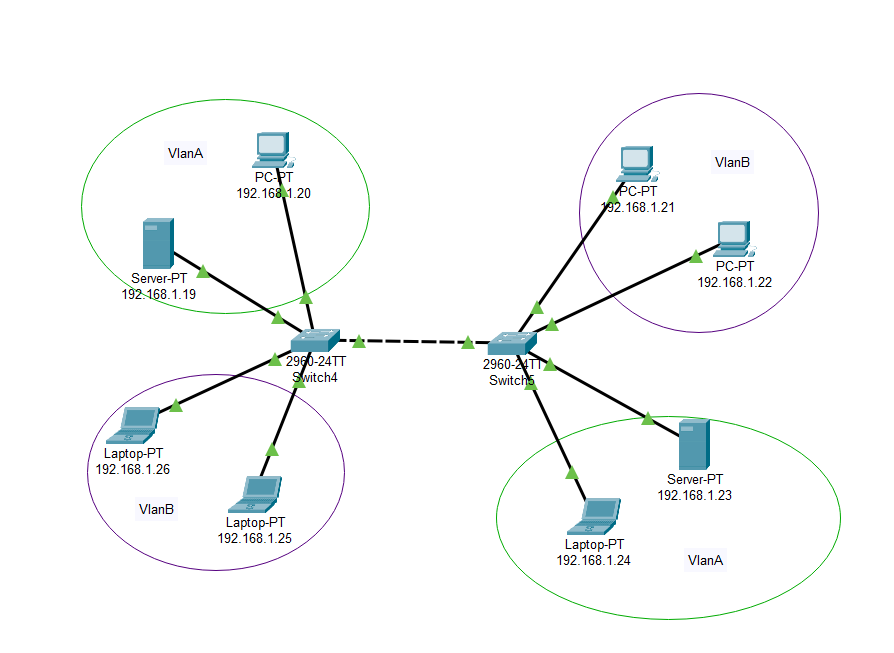 VlanA
PC-PT
192.168.1.20
Server-PT
192.168.1.19
VlanB
PC-PT
192.168.1.21
PC-PT
192.168.1.22
2960-24TT
Switch4
2960-24TT
Switch5
Laptop-PT
192.168.1.26
VlanB
Laptop-PT
192.168.1.25
Server-PT
192.168.1.23
Laptop-PT
192.168.1.24
VlanA